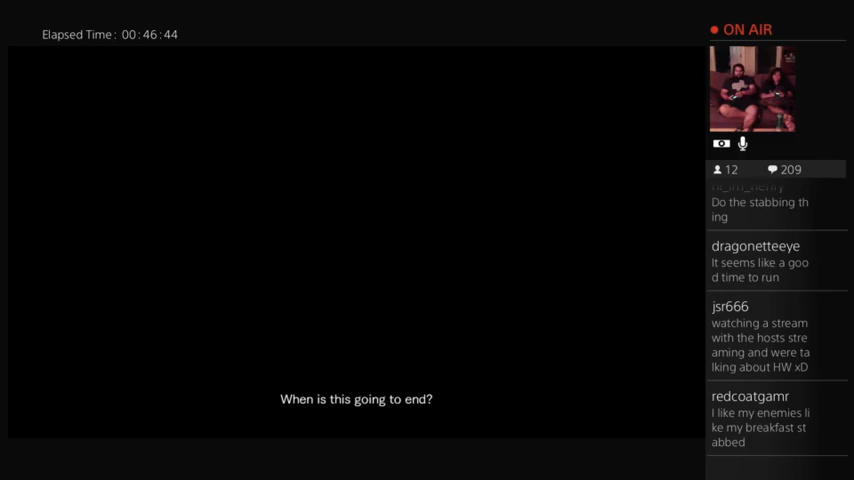 Elapsed Time: 00:46:44
ON AIR
12 209
hi_im_henry
Do the stabbing th
ing
dragonetteeye
It seems like a goo
d time to run
jsr666
watching a stream
with the hosts stre
aming and were ta
lking about HW xD
redcoatgamr
I like my enemies li
ke my breakfast st
abbed
When is this going to end?